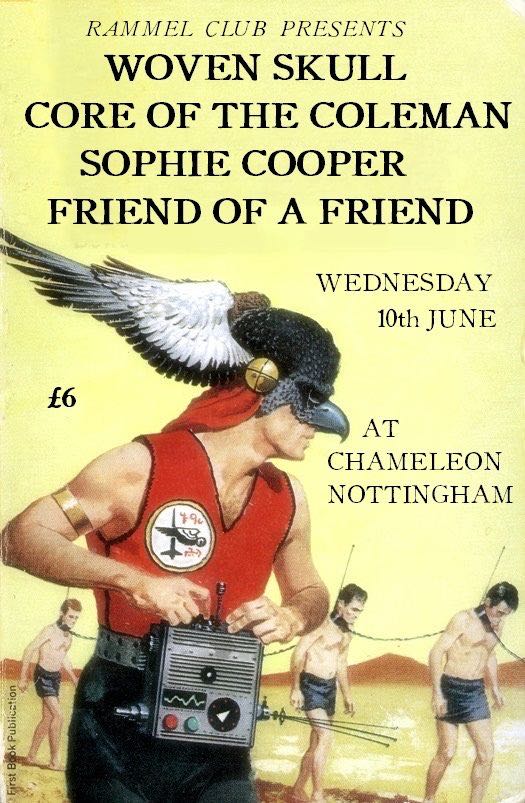 RAMMEL CLUB PRESENTS
WOVEN SKULL
CORE OF THE COLEMAN
SOPHIE COOPER
FRIEND OF A FRIEND
WEDNESDAY
10th JUNE
£6
AT
CHAMELEON
NOTTINGHAM
First Book Publication